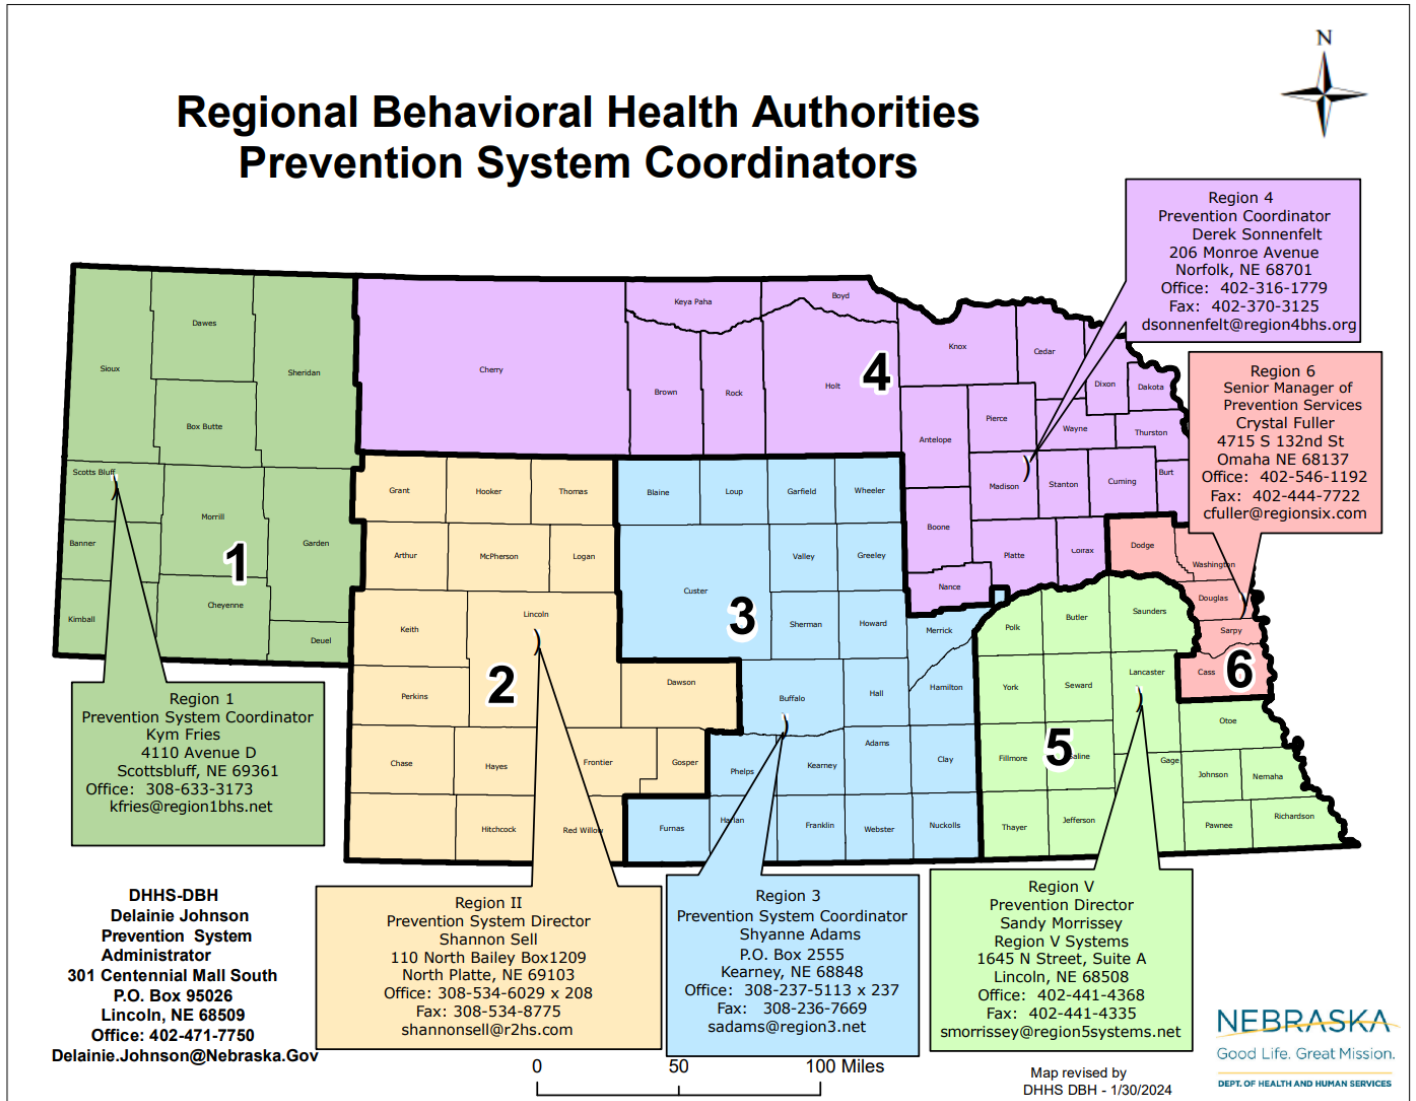 N
Regional Behavioral Health Authorities
Prevention System Coordinators
Region 4
Prevention Coordinator
Derek Sonnenfelt
206 Monroe Avenue
Norfolk, NE 68701
Office: 402-316-1779
Fax: 402-370-3125
dsonnenfelt@region4bhs.org
Region 6
Senior Manager of
Prevention Services
Crystal Fuller
4715 S 132nd St
Omaha NE 68137
Office: 402-546-1192
Fax: 402-444-7722
cfuller@regionsix.com
Sioux
Dawes
Sheridan
Box Butte
Scotts Bluff
Morrill
Garden
Banner
Kimball
Cheyenne
Deuel
1
Cherry
Keya Paha
Boyd
Brown
Rock
Holt
4
Knox
Cedar
Dixon
Dakota
Pierce
Wayne
Thurston
Antelope
Madison
Stanton
Cuming
Burt
Boone
Platte
Colfax
Nance
Grant
Hooker
Thomas
Arthur
McPherson
Logan
Keith
Lincoln
Perkins
2
Dawson
Chase
Hayes
Frontier
Gosper
Hitchcock
Red Willow
Blaine
Loup
Garfield
Wheeler
Custer
Valley
Greeley
3
Sherman
Howard
Merrick
Buffalo
Hall
Hamilton
Phelps
Kearney
Adams
Clay
Furnas
Harlan
Franklin
Webster
Nuckolls
Polk
Butler
Saunders
York
Seward
Lancaster
Fillmore
5
Saline
Gage
Otoe
Johnson
Nemaha
Thayer
Jefferson
Pawnee
Richardson
Dodge
Washington
Douglas
Sarpy
Cass
6
Region 1
Prevention System Coordinator
Kym Fries
4110 Avenue D
Scottsbluff, NE 69361
Office: 308-633-3173
kfries@region1bhs.net
DHHS-DBH
Delainie Johnson
Prevention System
Administrator
301 Centennial Mall South
P.O. Box 95026
Lincoln, NE 68509
Office: 402-471-7750
Delainie.Johnson@Nebraska.Gov
Region II
Prevention System Director
Shannon Sell
110 North Bailey Box1209
North Platte, NE 69103
Office: 308-534-6029 x 208
Fax: 308-534-8775
shannonsell@r2hs.com
Region 3
Prevention System Coordinator
Shyanne Adams
P.O. Box 2555
Kearney, NE 68848
Office: 308-237-5113 x 237
Fax: 308-236-7669
sadams@region3.net
Region V
Prevention Director
Sandy Morrissey
Region V Systems
1645 N Street, Suite A
Lincoln, NE 68508
Office: 402-441-4368
Fax: 402-441-4335
smorrissey@region5systems.net
0 50 100 Miles
Map revised by
DHHS DBH - 1/30/2024
NEBRASKA
Good Life. Great Mission.
DEPT. OF HEALTH AND HUMAN SERVICES